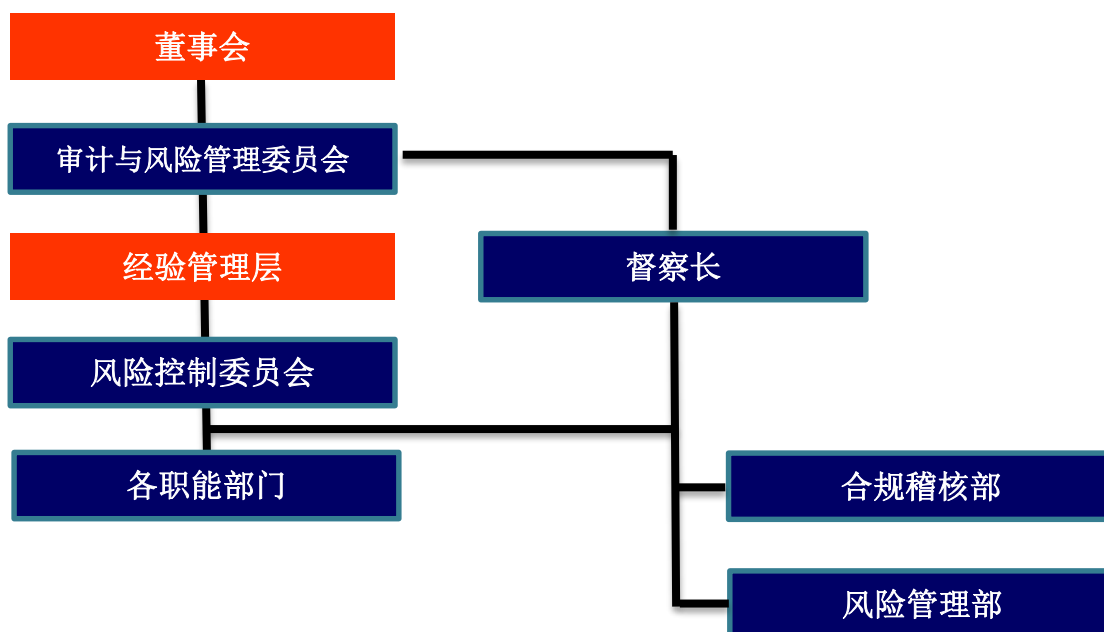 董事会
审计与风险管理委员会
经验管理层
督察长
风险控制委员会
各职能部门
合规稽核部
风险管理部